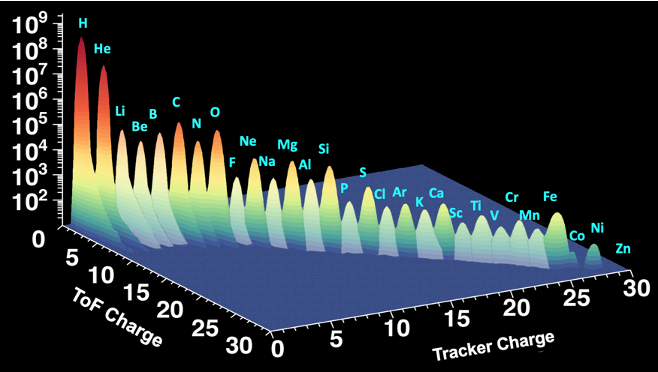 10⁹
10⁸
10⁷
10⁶
10⁵
10⁴
10³
10²
H
He
Li
Be
B
C
N
O
F
Ne
Na
Mg
Al
Si
P
S
Cl
Ar
K
Ca
Sc
Ti
V
Cr
Mn
Fe
Co
Ni
Zn
0
5
10
15
20
25
30
ToF Charge
0
5
10
15
20
25
30
Tracker Charge